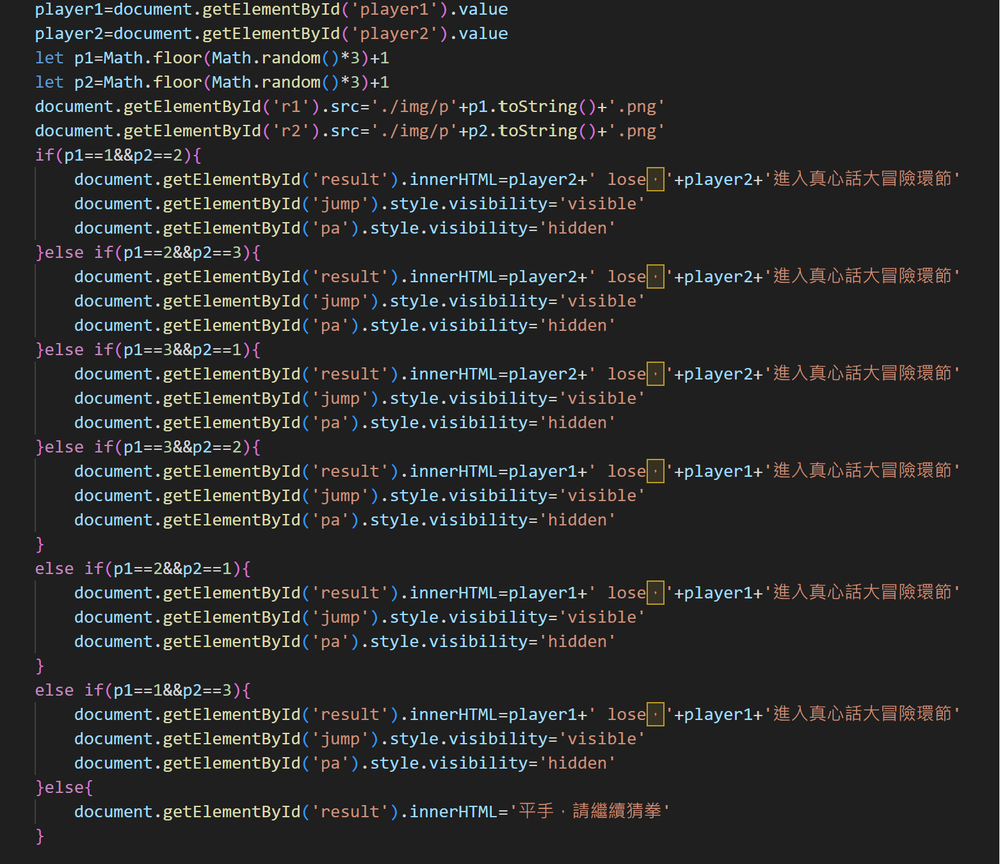 player1=document.getElementById('player1').value
player2=document.getElementById('player2').value
let p1=Math.floor(Math.random()*3)+1
let p2=Math.floor(Math.random()*3)+1
document.getElementById('r1').src='./img/p'+p1.toString()+'.png'
document.getElementById('r2').src='./img/p'+p2.toString()+'.png'
if(p1==1&&p2==2){
    document.getElementById('result').innerHTML=player2+' lose，'+player2+'進入真心話大冒險環節'
    document.getElementById('jump').style.visibility='visible'
    document.getElementById('pa').style.visibility='hidden'
}else if(p1==2&&p2==3){
    document.getElementById('result').innerHTML=player2+' lose，'+player2+'進入真心話大冒險環節'
    document.getElementById('jump').style.visibility='visible'
    document.getElementById('pa').style.visibility='hidden'
}else if(p1==3&&p2==1){
    document.getElementById('result').innerHTML=player2+' lose，'+player2+'進入真心話大冒險環節'
    document.getElementById('jump').style.visibility='visible'
    document.getElementById('pa').style.visibility='hidden'
}else if(p1==3&&p2==2){
    document.getElementById('result').innerHTML=player1+' lose，'+player1+'進入真心話大冒險環節'
    document.getElementById('jump').style.visibility='visible'
    document.getElementById('pa').style.visibility='hidden'
}
else if(p1==2&&p2==1){
    document.getElementById('result').innerHTML=player1+' lose，'+player1+'進入真心話大冒險環節'
    document.getElementById('jump').style.visibility='visible'
    document.getElementById('pa').style.visibility='hidden'
}
else if(p1==1&&p2==3){
    document.getElementById('result').innerHTML=player1+' lose，'+player1+'進入真心話大冒險環節'
    document.getElementById('jump').style.visibility='visible'
    document.getElementById('pa').style.visibility='hidden'
}else{
    document.getElementById('result').innerHTML='平手，請繼續猜拳'
}